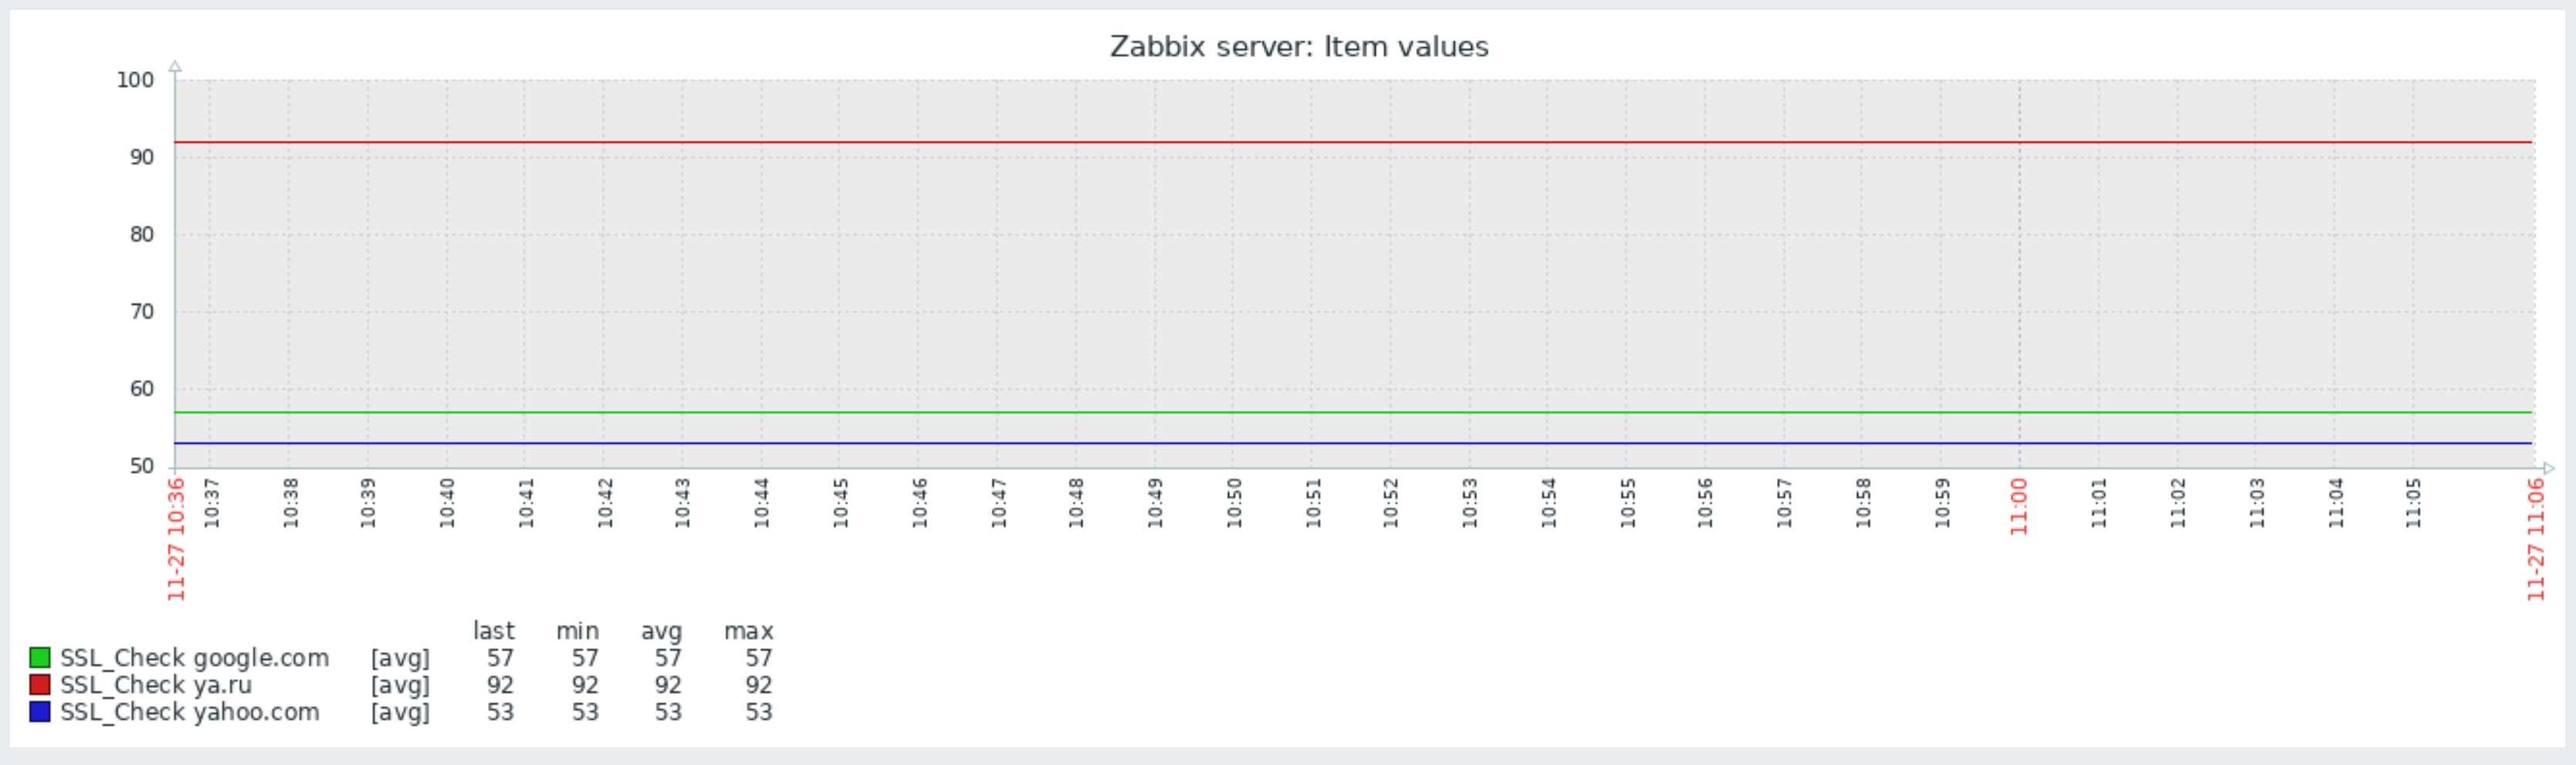 Zabbix server: Item values
100
90
80
70
60
50
11-27 10:36 10:37 10:38 10:39 10:40 10:41 10:42 10:43 10:44 10:45 10:46 10:47 10:48 10:49 10:50 10:51 10:52 10:53 10:54 10:55 10:56 10:57 10:58 10:59 11:00 11:01 11:02 11:03 11:04 11:05 11-27 11:06
last min avg max
SSL_Check google.com [avg] 57 57 57 57
SSL_Check ya.ru [avg] 92 92 92 92
SSL_Check yahoo.com [avg] 53 53 53 53